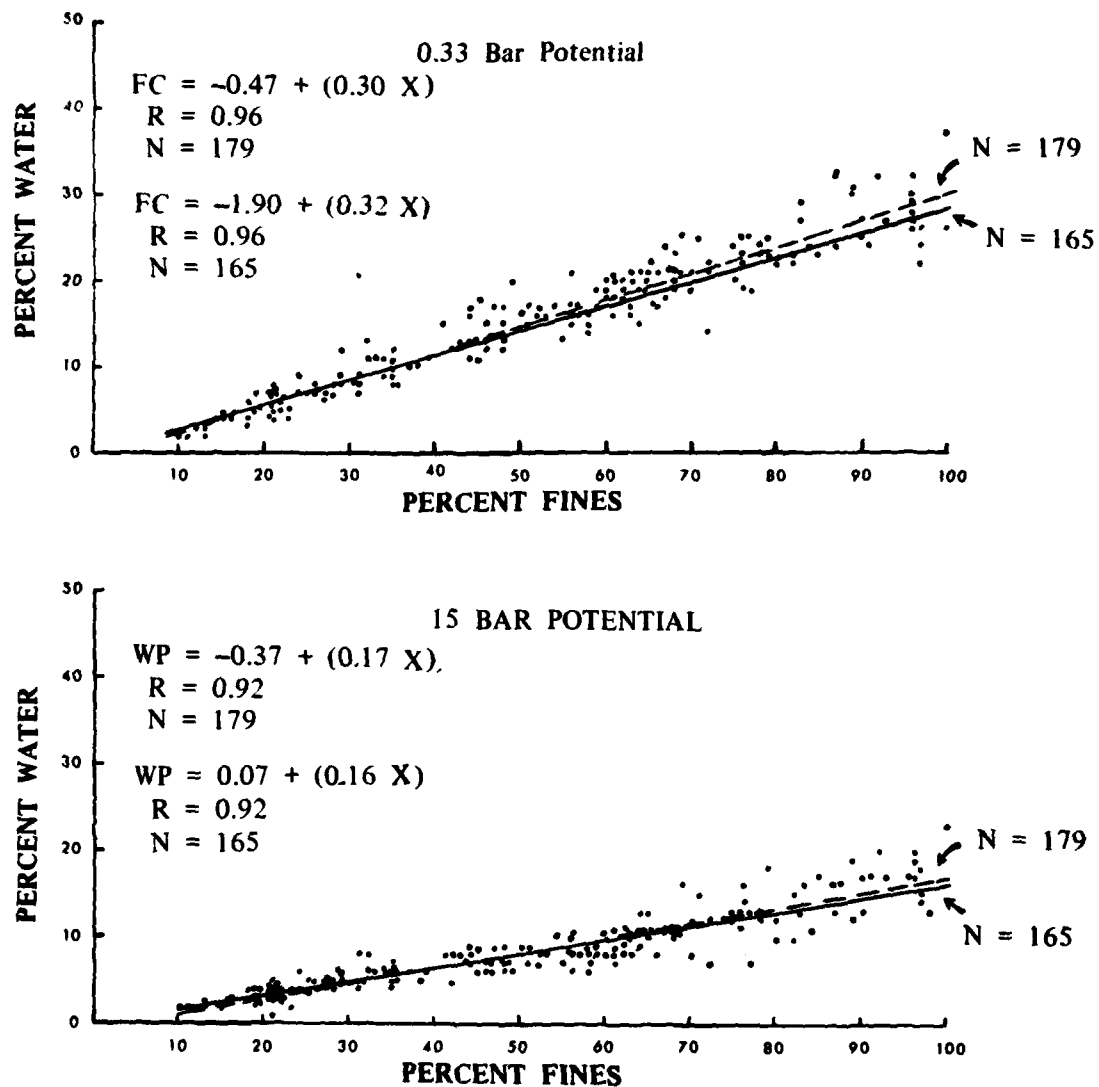 50
40
30
20
10
0
PERCENT WATER
0.33 Bar Potential
FC = −0.47 + (0.30 X)
R = 0.96
N = 179
FC = −1.90 + (0.32 X)
R = 0.96
N = 165
N = 179
N = 165
10 20 30 40 50 60 70 80 90 100
PERCENT FINES
50
40
30
20
10
0
PERCENT WATER
15 BAR POTENTIAL
WP = −0.37 + (0.17 X)
R = 0.92
N = 179
WP = 0.07 + (0.16 X)
R = 0.92
N = 165
N = 179
N = 165
10 20 30 40 50 60 70 80 90 100
PERCENT FINES